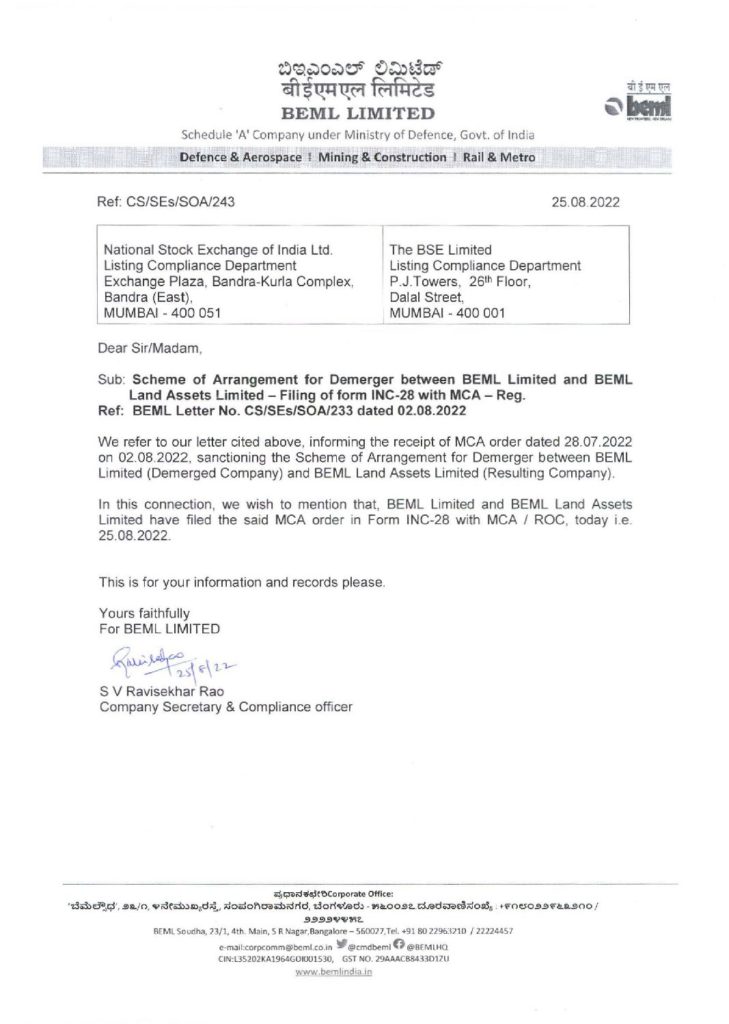 ಬಿಇಎಂಎಲ್ ಲಿಮಿಟೆಡ್
बीईएमएल लिमिटेड
BEML LIMITED
बी ई एम एल
beml
Schedule 'A' Company under Ministry of Defence, Govt. of India
Defence & Aerospace | Mining & Construction | Rail & Metro
Ref: CS/SEs/SOA/243 25.08.2022
National Stock Exchange of India Ltd.
Listing Compliance Department
Exchange Plaza, Bandra-Kurla Complex,
Bandra (East),
MUMBAI - 400 051
The BSE Limited
Listing Compliance Department
P.J.Towers, 26th Floor,
Dalal Street,
MUMBAI - 400 001
Dear Sir/Madam,
Sub: Scheme of Arrangement for Demerger between BEML Limited and BEML
Land Assets Limited – Filing of form INC-28 with MCA – Reg.
Ref: BEML Letter No. CS/SEs/SOA/233 dated 02.08.2022
We refer to our letter cited above, informing the receipt of MCA order dated 28.07.2022
on 02.08.2022, sanctioning the Scheme of Arrangement for Demerger between BEML
Limited (Demerged Company) and BEML Land Assets Limited (Resulting Company).
In this connection, we wish to mention that, BEML Limited and BEML Land Assets
Limited have filed the said MCA order in Form INC-28 with MCA / ROC, today i.e.
25.08.2022.
This is for your information and records please.
Yours faithfully
For BEML LIMITED
25/8/22
S V Ravisekhar Rao
Company Secretary & Compliance officer
ಪ್ರಧಾನಕಛೇರಿCorporate Office:
'ಬೆಮೆಲ್ಸೌಧ', ೨೩/೧, ೪ನೇಮುಖ್ಯರಸ್ತೆ, ಸಂಪಂಗಿರಾಮನಗರ, ಬೆಂಗಳೂರು - ೫೬೦೦೨೭ ದೂರವಾಣಿಸಂಖ್ಯೆ : +೯೧೮೦೨೨೯೬೩೨೧೦ /
೨೨೨೨೪೪೫೭
BEML Soudha, 23/1, 4th. Main, S R Nagar,Bangalore – 560027,Tel. +91 80 22963210 / 22224457
e-mail:corpcomm@beml.co.in @cmdbeml @BEMLHQ
CIN:L35202KA1964GOI001530, GST NO. 29AAACB8433D1ZU
www.bemlindia.in